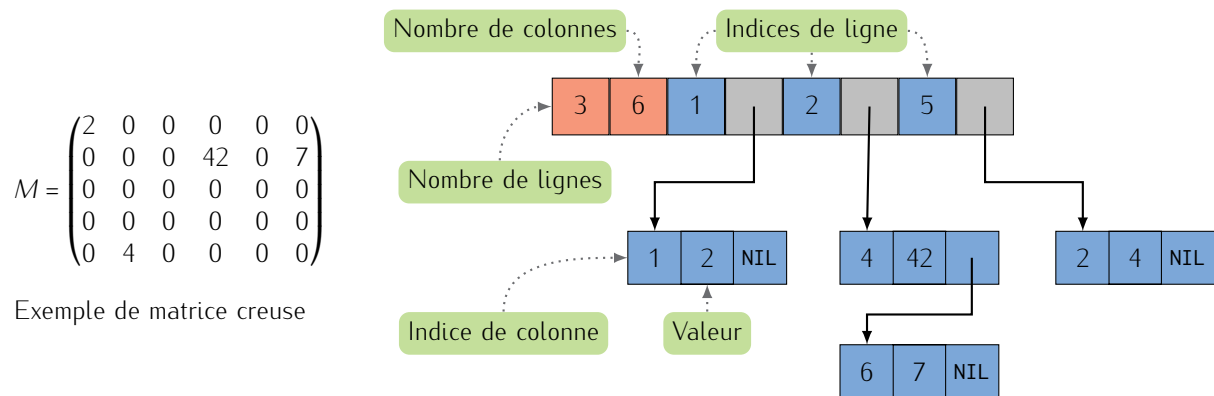 Nombre de colonnes
Indices de ligne
3 6 1 2 5
Nombre de lignes
M = (2 0 0 0 0 0
0 0 0 42 0 7
0 0 0 0 0 0
0 0 0 0 0 0
0 4 0 0 0 0)
Exemple de matrice creuse
1 2 NIL
4 42
2 4 NIL
Indice de colonne
Valeur
6 7 NIL